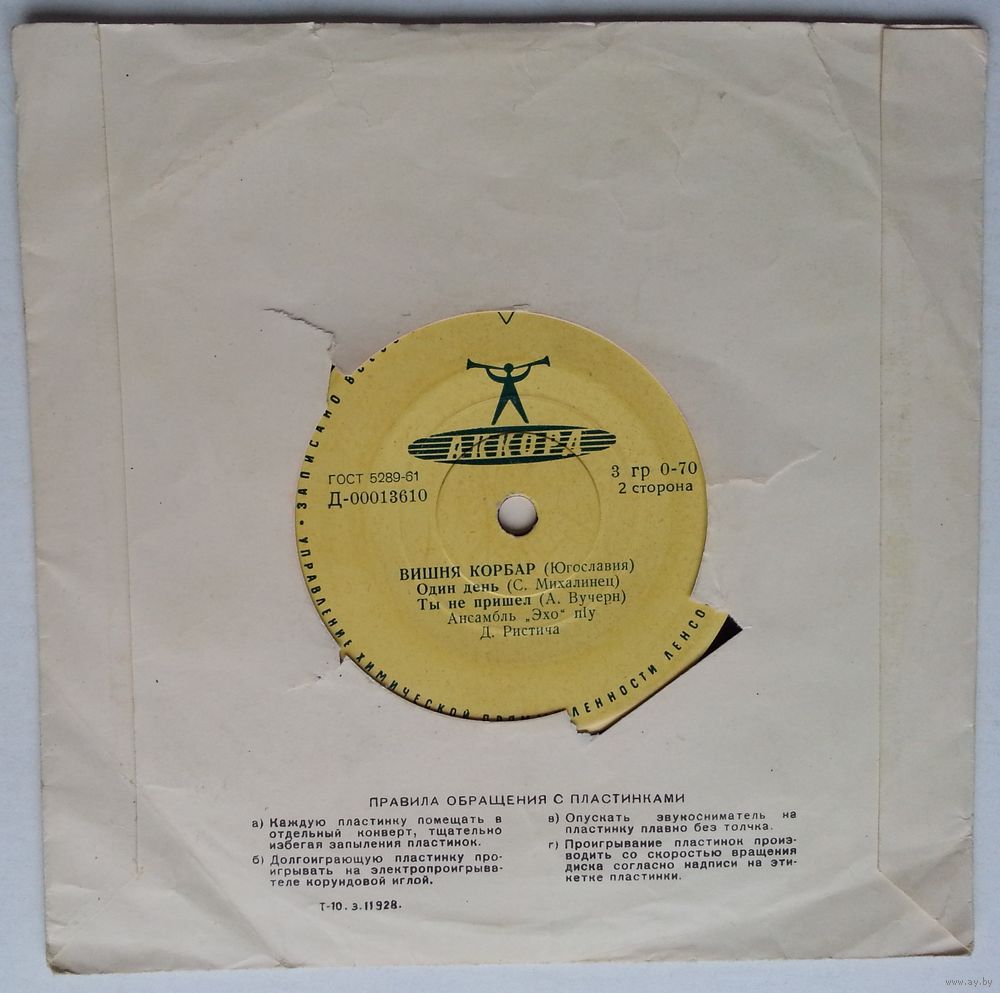 АККОРД
ГОСТ 5289-61
Д-00013610
3 гр 0-70
2 сторона
ВИШНЯ КОРБАР (Югославия)
Один день (С. Михалинец)
Ты не пришел (А. Вучерн)
Ансамбль „Эхо“ п/у
Д. Ристича
УПРАВЛЕНИЕ ХИМИЧЕСКОЙ ЛЕНСО
• ЗАПИСАНО
ПРАВИЛА ОБРАЩЕНИЯ С ПЛАСТИНКАМИ
а) Каждую пластинку помещать в
отдельный конверт, тщательно
избегая запыления пластинок.
б) Долгоиграющую пластинку про-
игрывать на электропроигрыва-
теле корундовой иглой.
в) Опускать звукосниматель на
пластинку плавно без толчка.
г) Проигрывание пластинок произ-
водить со скоростью вращения
диска согласно надписи на эти-
кетке пластинки.
Т-10. з. 11928.
www.ay.by